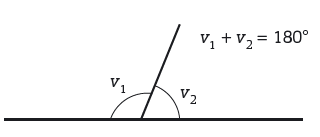 v₁ + v₂ = 180°
v₁
v₂